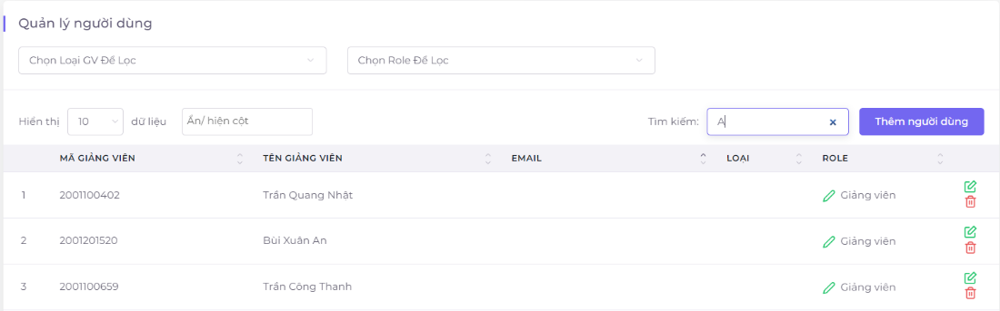 Quản lý người dùng
Chọn Loại GV Để Lọc Chọn Role Để Lọc
Hiển thị 10 dữ liệu Ẩn/ hiện cột Tìm kiếm: A Thêm người dùng
MÃ GIẢNG VIÊN TÊN GIẢNG VIÊN EMAIL LOẠI ROLE
1 2001100402 Trần Quang Nhật Giảng viên
2 2001201520 Bùi Xuân An Giảng viên
3 2001100659 Trần Công Thanh Giảng viên